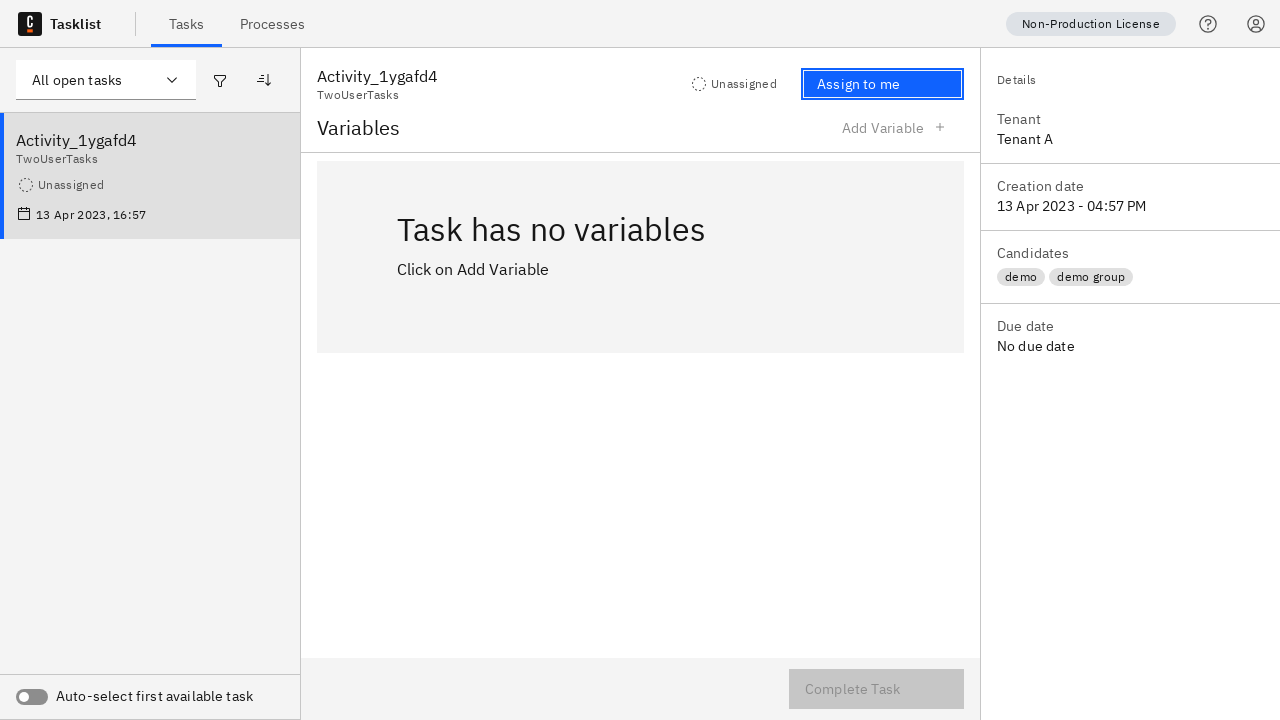 Tasklist
Tasks
Processes
Non-Production License
All open tasks
Activity_1ygafd4
TwoUserTasks
Unassigned
13 Apr 2023, 16:57
Auto-select first available task
Activity_1ygafd4
TwoUserTasks
Unassigned
Assign to me
Variables
Add Variable
Task has no variables
Click on Add Variable
Complete Task
Details
Tenant
Tenant A
Creation date
13 Apr 2023 - 04:57 PM
Candidates
demo
demo group
Due date
No due date